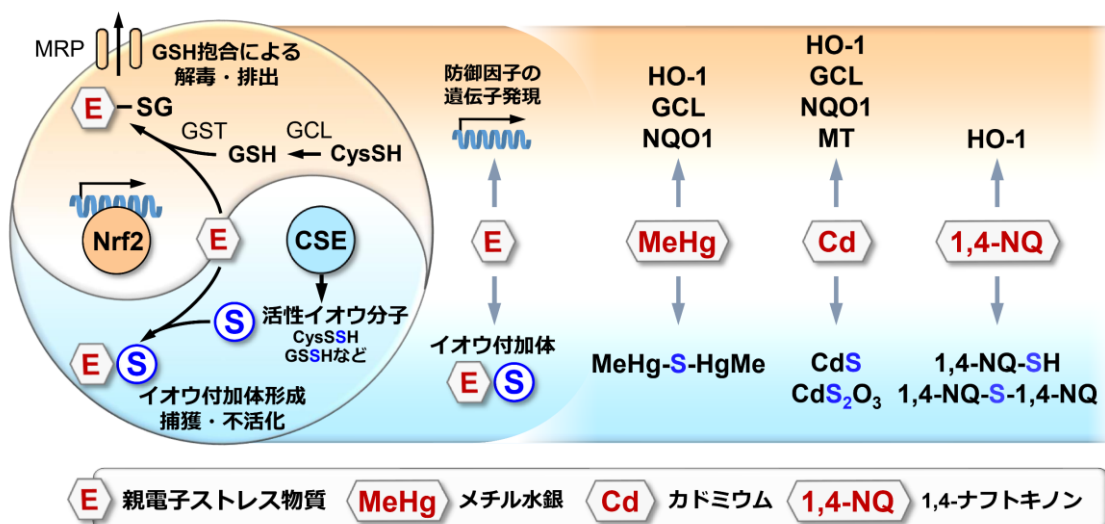 MRP
GSH抱合による
解毒・排出
E
SG
GST
GCL
GSH
CysSH
Nrf2
E
CSE
S
活性イオウ分子
CysSSH
GSSHなど
E
S
イオウ付加体形成
捕獲・不活化
防御因子の
遺伝子発現
E
イオウ付加体
E
S
HO-1
GCL
NQO1
MeHg
MeHg-S-HgMe
HO-1
GCL
NQO1
MT
Cd
CdS
CdS₂O₃
HO-1
1,4-NQ
1,4-NQ-SH
1,4-NQ-S-1,4-NQ
E 親電子ストレス物質 MeHg メチル水銀 Cd カドミウム 1,4-NQ 1,4-ナフトキノン